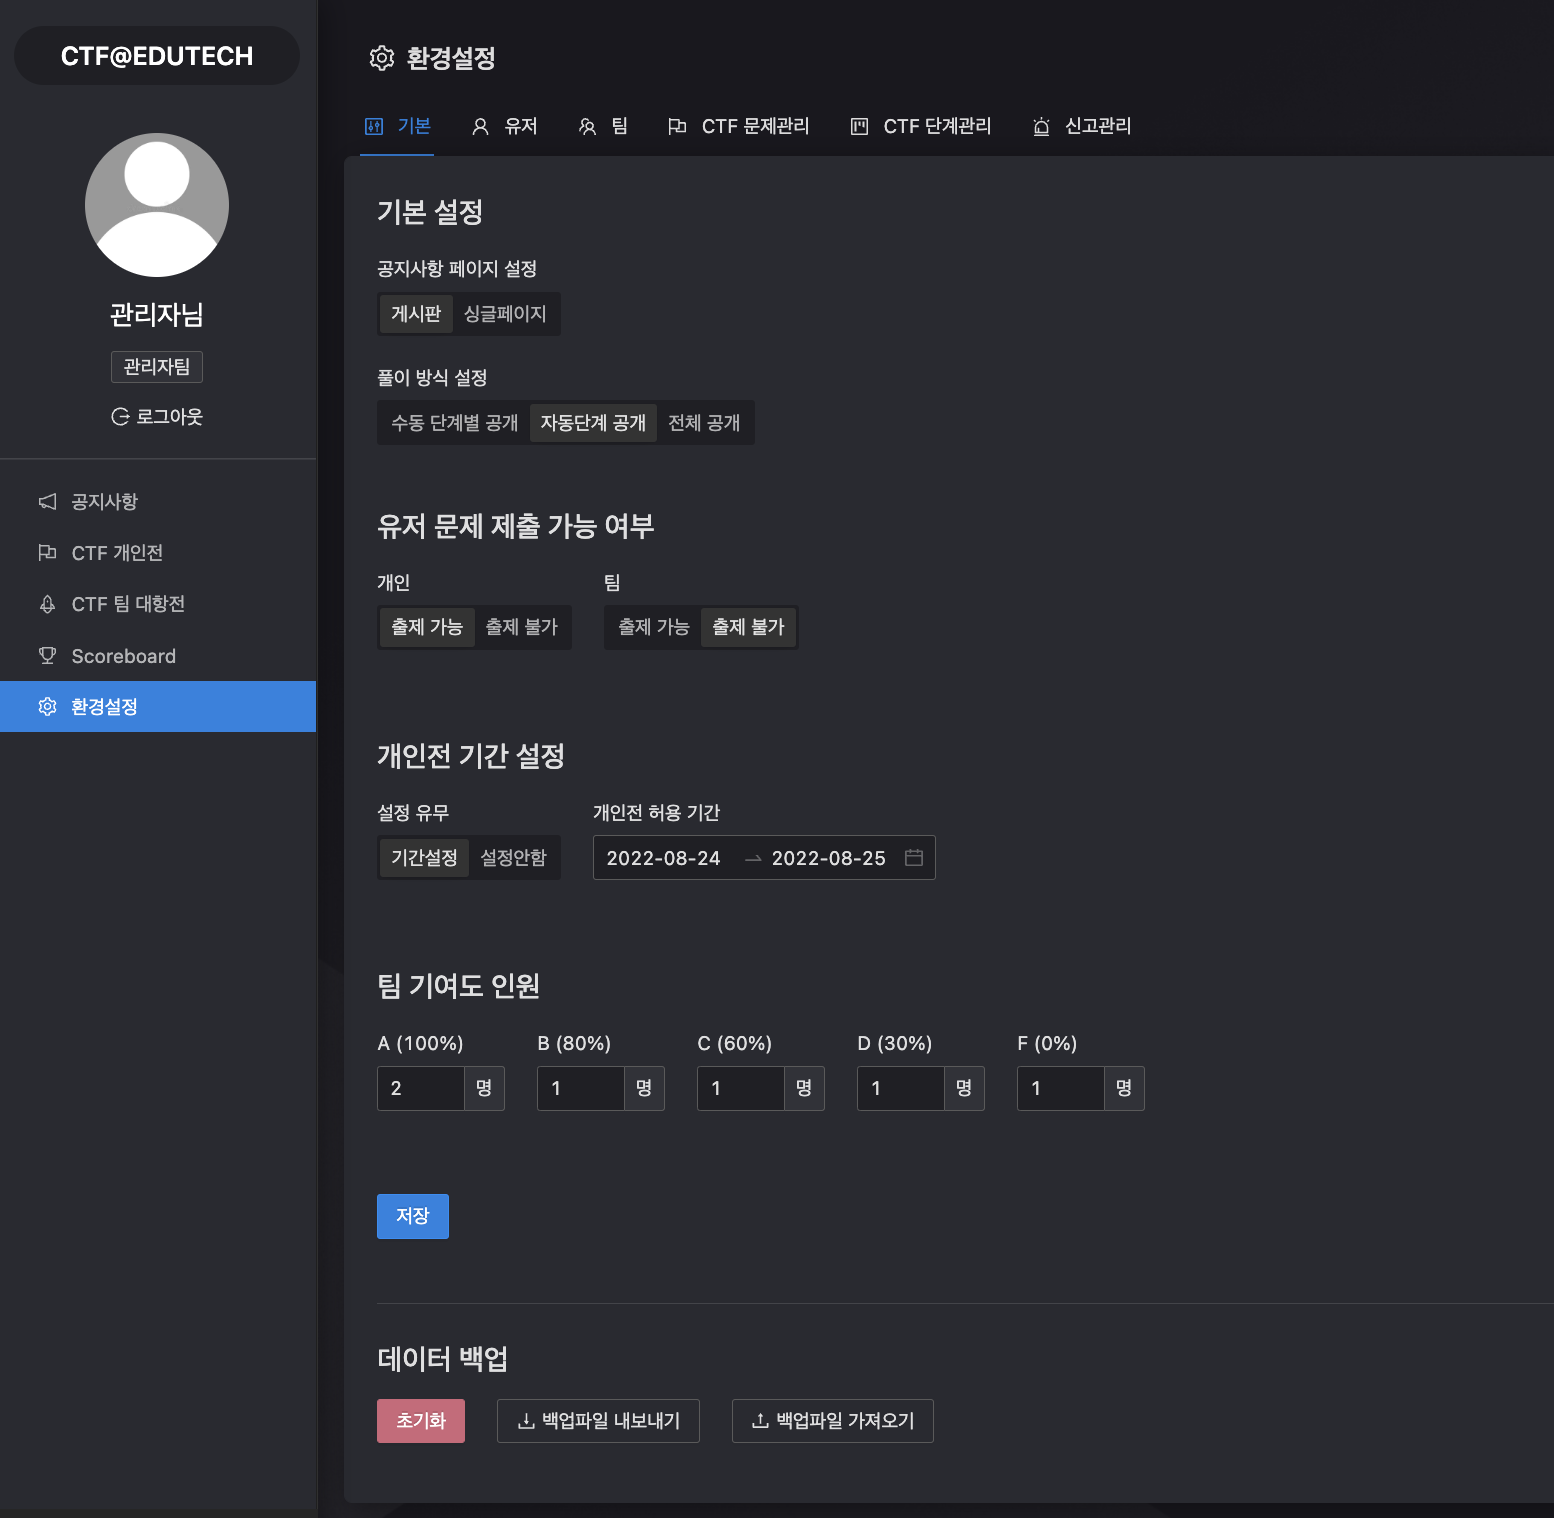 CTF@EDUTECH
관리자님
관리자팀
로그아웃
공지사항
CTF 개인전
CTF 팀 대항전
Scoreboard
환경설정
환경설정
기본 유저 팀 CTF 문제관리 CTF 단계관리 신고관리
기본 설정
공지사항 페이지 설정
게시판 싱글페이지
풀이 방식 설정
수동 단계별 공개 자동단계 공개 전체 공개
유저 문제 제출 가능 여부
개인 팀
출제 가능 출제 불가 출제 가능 출제 불가
개인전 기간 설정
설정 유무 개인전 허용 기간
기간설정 설정안함 2022-08-24 → 2022-08-25
팀 기여도 인원
A (100%) B (80%) C (60%) D (30%) F (0%)
2 명 1 명 1 명 1 명 1 명
저장
데이터 백업
초기화 백업파일 내보내기 백업파일 가져오기